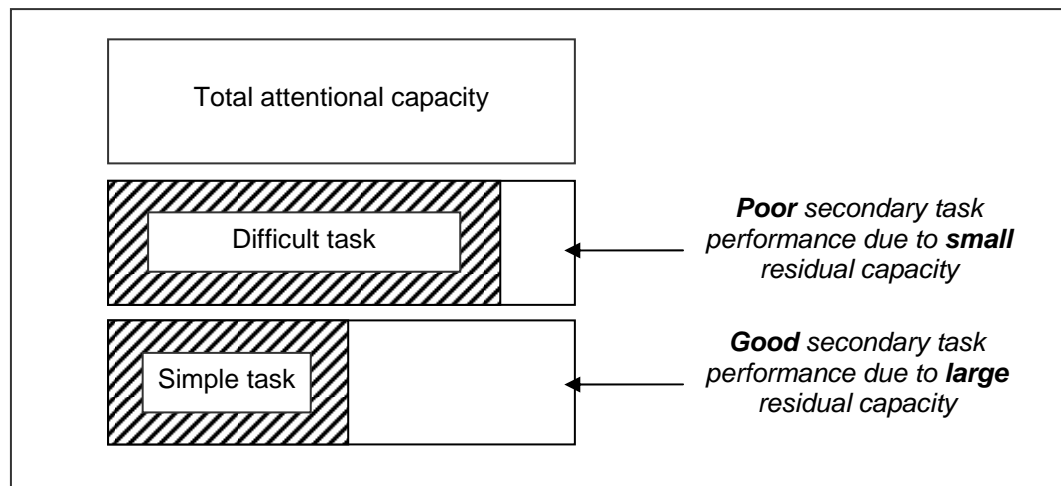 Total attentional capacity
Difficult task
Poor secondary task
performance due to small
residual capacity
Simple task
Good secondary task
performance due to large
residual capacity